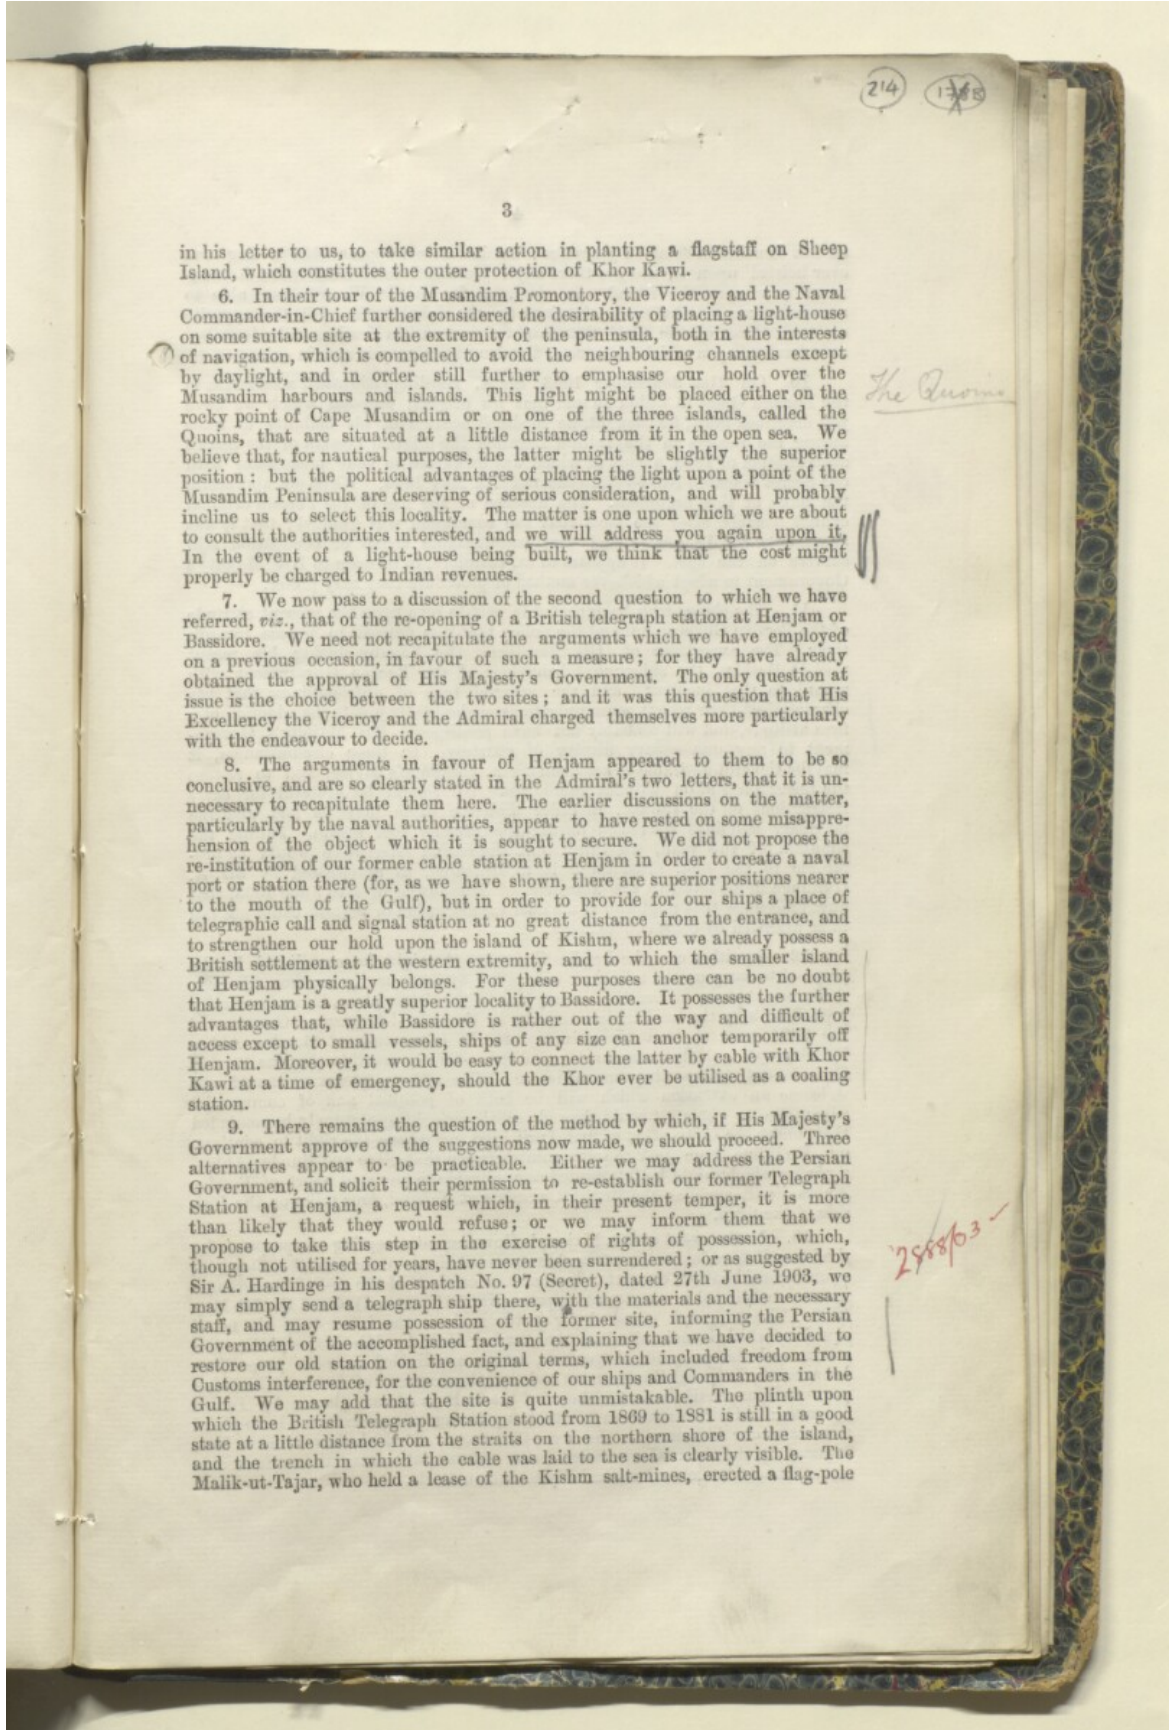 214
3
in his letter to us, to take similar action in planting a flagstaff on Sheep
Island, which constitutes the outer protection of Khor Kawi.
6. In their tour of the Musandim Promontory, the Viceroy and the Naval
Commander-in-Chief further considered the desirability of placing a light-house
on some suitable site at the extremity of the peninsula, both in the interests
of navigation, which is compelled to avoid the neighbouring channels except
by daylight, and in order still further to emphasise our hold over the
Musandim harbours and islands. This light might be placed either on the
The Quoins
rocky point of Cape Musandim or on one of the three islands, called the
Quoins, that are situated at a little distance from it in the open sea. We
believe that, for nautical purposes, the latter might be slightly the superior
position : but the political advantages of placing the light upon a point of the
Musandim Peninsula are deserving of serious consideration, and will probably
incline us to select this locality. The matter is one upon which we are about
to consult the authorities interested, and we will address you again upon it.
In the event of a light-house being built, we think that the cost might
properly be charged to Indian revenues.
7. We now pass to a discussion of the second question to which we have
referred, viz., that of the re-opening of a British telegraph station at Henjam or
Bassidore. We need not recapitulate the arguments which we have employed
on a previous occasion, in favour of such a measure; for they have already
obtained the approval of His Majesty's Government. The only question at
issue is the choice between the two sites; and it was this question that His
Excellency the Viceroy and the Admiral charged themselves more particularly
with the endeavour to decide.
8. The arguments in favour of Henjam appeared to them to be so
conclusive, and are so clearly stated in the Admiral's two letters, that it is un-
necessary to recapitulate them here. The earlier discussions on the matter,
particularly by the naval authorities, appear to have rested on some misappre-
hension of the object which it is sought to secure. We did not propose the
re-institution of our former cable station at Henjam in order to create a naval
port or station there (for, as we have shown, there are superior positions nearer
to the mouth of the Gulf), but in order to provide for our ships a place of
telegraphic call and signal station at no great distance from the entrance, and
to strengthen our hold upon the island of Kishm, where we already possess a
British settlement at the western extremity, and to which the smaller island
of Henjam physically belongs. For these purposes there can be no doubt
that Henjam is a greatly superior locality to Bassidore. It possesses the further
advantages that, while Bassidore is rather out of the way and difficult of
access except to small vessels, ships of any size can anchor temporarily off
Henjam. Moreover, it would be easy to connect the latter by cable with Khor
Kawi at a time of emergency, should the Khor ever be utilised as a coaling
station.
9. There remains the question of the method by which, if His Majesty's
Government approve of the suggestions now made, we should proceed. Three
alternatives appear to be practicable. Either we may address the Persian
Government, and solicit their permission to re-establish our former Telegraph
Station at Henjam, a request which, in their present temper, it is more
than likely that they would refuse; or we may inform them that we
propose to take this step in the exercise of rights of possession, which,
2888/03
though not utilised for years, have never been surrendered; or as suggested by
Sir A. Hardinge in his despatch No. 97 (Secret), dated 27th June 1903, we
may simply send a telegraph ship there, with the materials and the necessary
staff, and may resume possession of the former site, informing the Persian
Government of the accomplished fact, and explaining that we have decided to
restore our old station on the original terms, which included freedom from
Customs interference, for the convenience of our ships and Commanders in the
Gulf. We may add that the site is quite unmistakable. The plinth upon
which the British Telegraph Station stood from 1869 to 1881 is still in a good
state at a little distance from the straits on the northern shore of the island,
and the trench in which the cable was laid to the sea is clearly visible. The
Malik-ut-Tajar, who held a lease of the Kishm salt-mines, erected a flag-pole